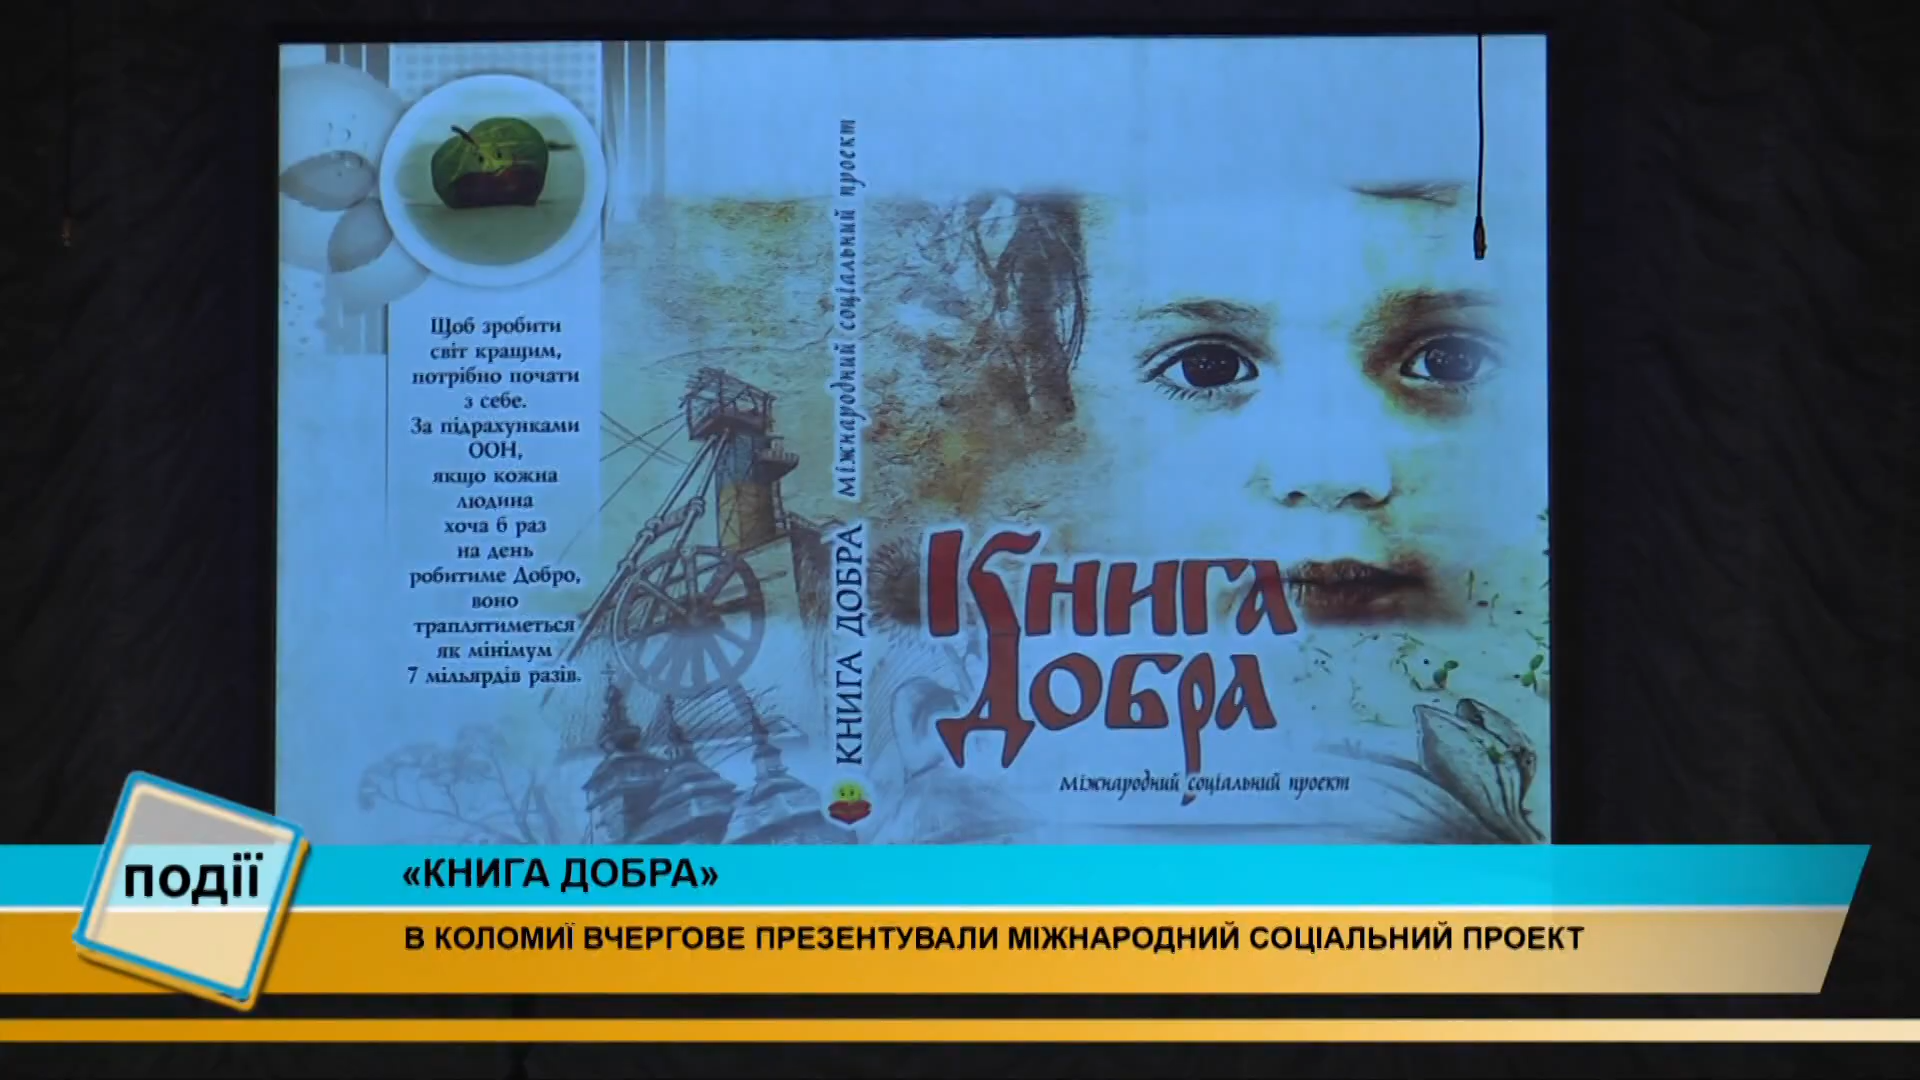 Щоб зробити
світ кращим,
потрібно почати
з себе.
За підрахунками
ООН,
якщо кожна
людина
хоча б раз
на день
робитиме Добро,
воно
траплятиметься
як мінімум
7 мільярдів разів.
КНИГА ДОБРА міжнародний соціальний проект
Книга
Добра
міжнародний соціальний проект
події
«КНИГА ДОБРА»
В КОЛОМИЇ ВЧЕРГОВЕ ПРЕЗЕНТУВАЛИ МІЖНАРОДНИЙ СОЦІАЛЬНИЙ ПРОЕКТ